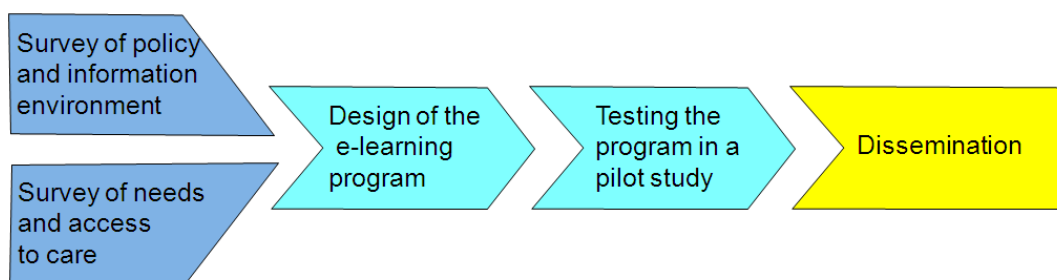 Survey of policy
and information
environment
Survey of needs
and access
to care
Design of the
e-learning
program
Testing the
program in a
pilot study
Dissemination